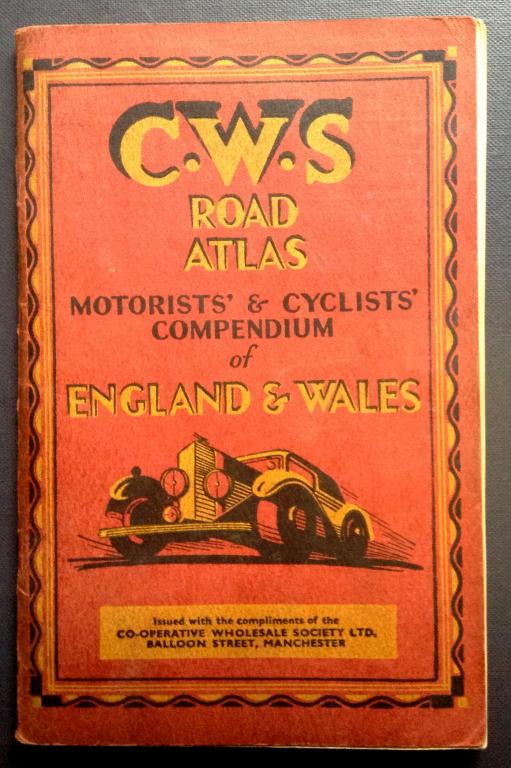 C·W·S
ROAD
ATLAS
MOTORISTS' & CYCLISTS'
COMPENDIUM
of
ENGLAND & WALES
Issued with the compliments of the
CO-OPERATIVE WHOLESALE SOCIETY LTD.
BALLOON STREET, MANCHESTER